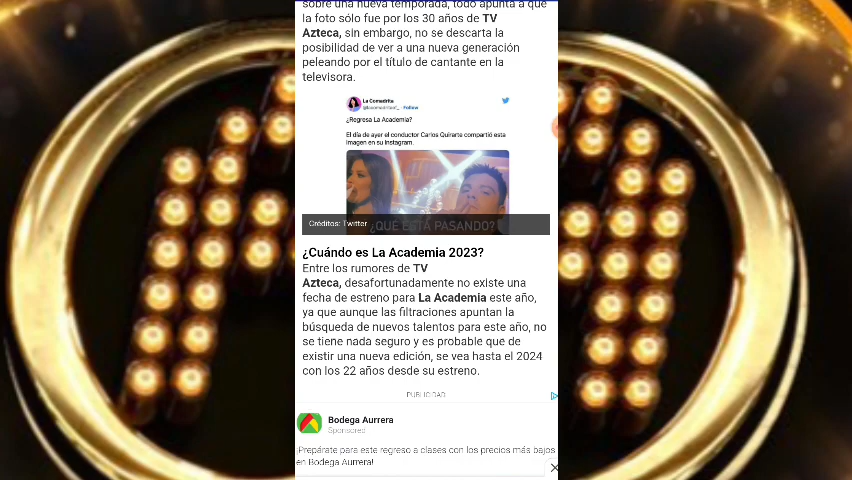 sobre una nueva temporada, todo apunta a que
la foto sólo fue por los 30 años de TV
Azteca, sin embargo, no se descarta la
posibilidad de ver a una nueva generación
peleando por el título de cantante en la
televisora.
La Comadrita
Follow
¿Regresa La Academia?
El día de ayer el conductor Carlos Quirarte compartió esta
imagen en su Instagram.
¿QUE ESTÁ PASANDO?
Créditos: Twitter
¿Cuándo es La Academia 2023?
Entre los rumores de TV
Azteca, desafortunadamente no existe una
fecha de estreno para La Academia este año,
ya que aunque las filtraciones apuntan la
búsqueda de nuevos talentos para este año, no
se tiene nada seguro y es probable que de
existir una nueva edición, se vea hasta el 2024
con los 22 años desde su estreno.
PUBLICIDAD
Bodega Aurrera
Sponsored
¡Prepárate para este regreso a clases con los precios más bajos
en Bodega Aurrera!